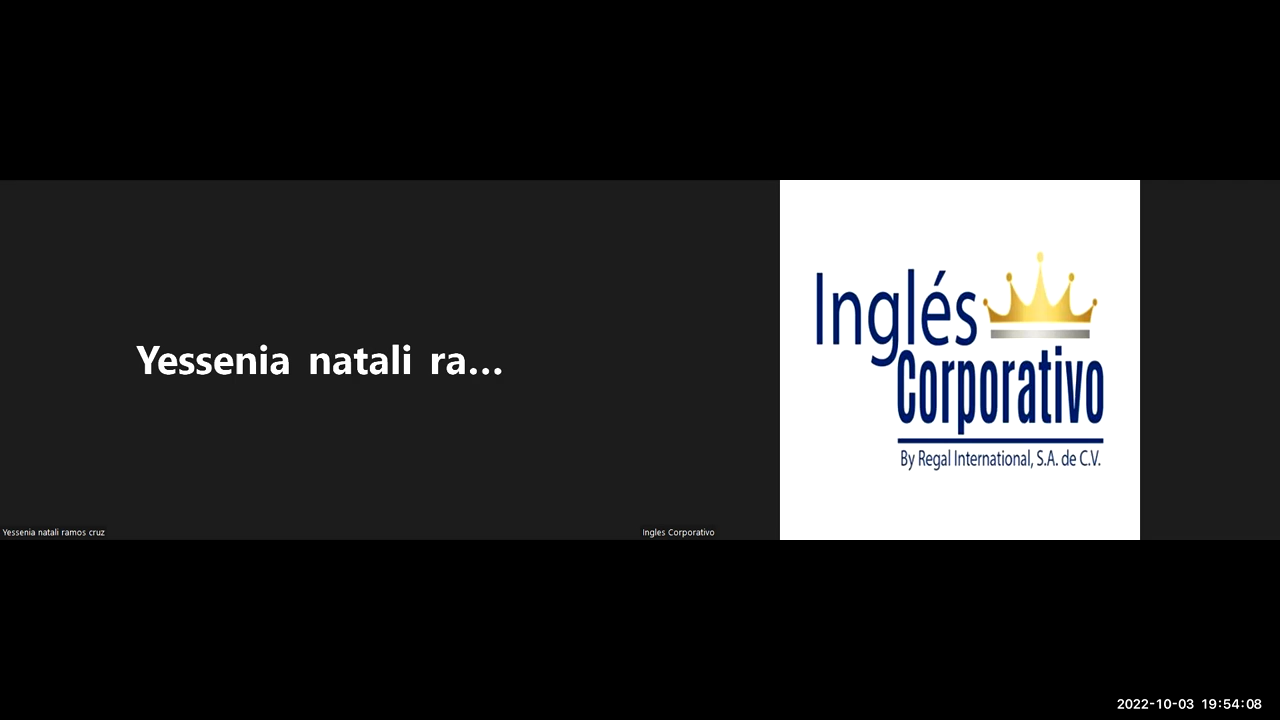 Yessenia natali ra...
Inglés
Corporativo
By Regal International, S.A. de C.V.
Yessenia natali ramos cruz
Ingles Corporativo
2022-10-03 19:54:08